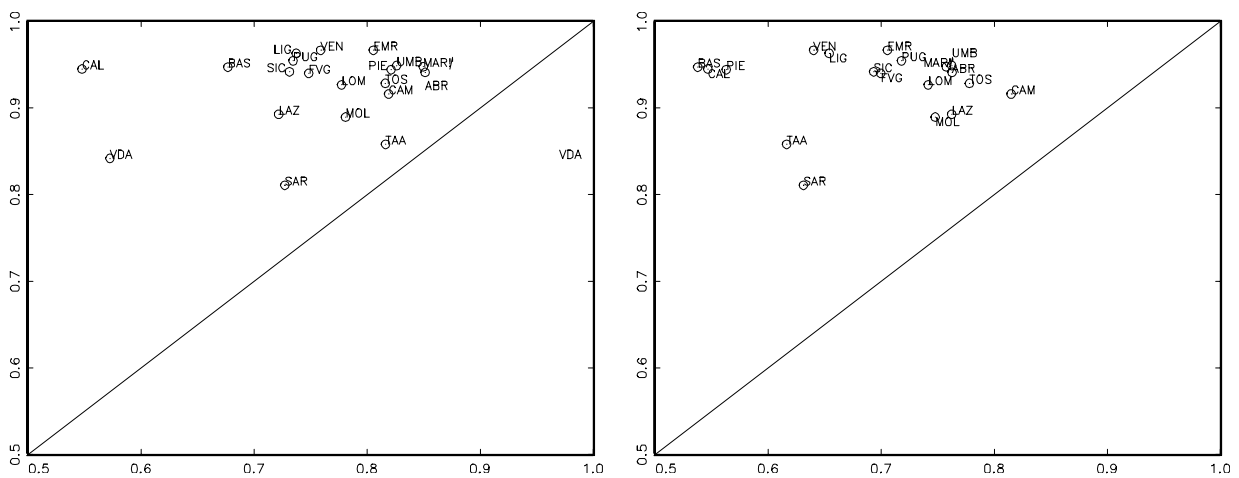 1.0
0.9
0.8
0.7
0.6
0.5
LIG VEN EMR
PUG
CAL BAS SIC FVG PIE UMB MAR
LOM TOS ABR
CAM
LAZ MOL
TAA
VDA VDA
SAR
0.5 0.6 0.7 0.8 0.9 1.0
1.0
0.9
0.8
0.7
0.6
0.5
VEN EMR UMB
LIG PUG
BAS PIE SIC MAR ABR
CAL FVG LOM TOS
CAM
LAZ
MOL
TAA
SAR
0.5 0.6 0.7 0.8 0.9 1.0